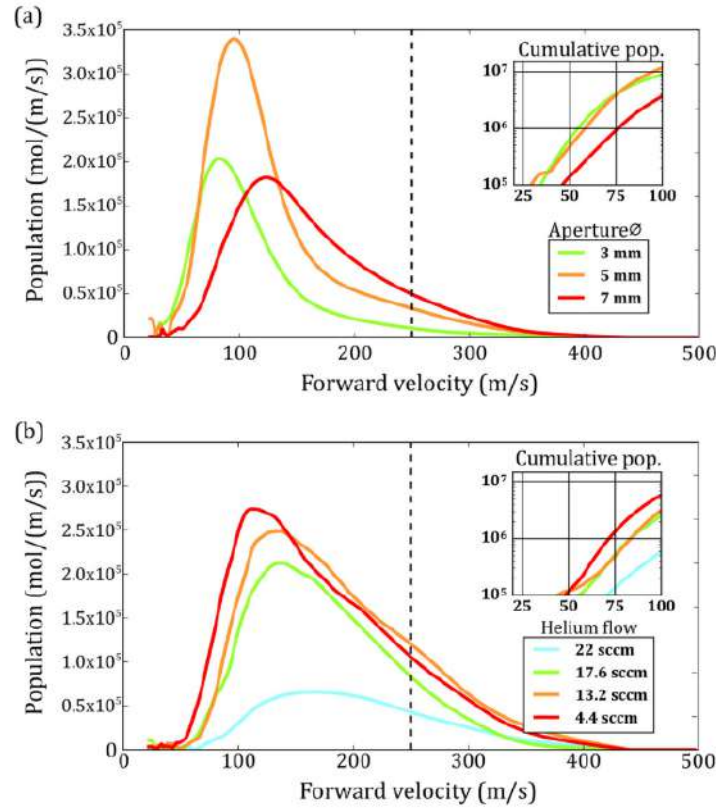 (a)
Population (mol/(m/s))
3.5x10⁵
3.0x10⁵
2.5x10⁵
2.0x10⁵
1.5x10⁵
1.0x10⁵
0.5x10⁵
0
0 100 200 300 400 500
Forward velocity (m/s)
Cumulative pop.
10⁷
10⁶
10⁵
25 50 75 100
ApertureØ
3 mm
5 mm
7 mm
(b)
Population (mol/(m/s))
3.5x10⁵
3.0x10⁵
2.5x10⁵
2.0x10⁵
1.5x10⁵
1.0x10⁵
0.5x10⁵
0
0 100 200 300 400 500
Forward velocity (m/s)
Cumulative pop.
10⁷
10⁶
10⁵
25 50 75 100
Helium flow
22 sccm
17.6 sccm
13.2 sccm
4.4 sccm